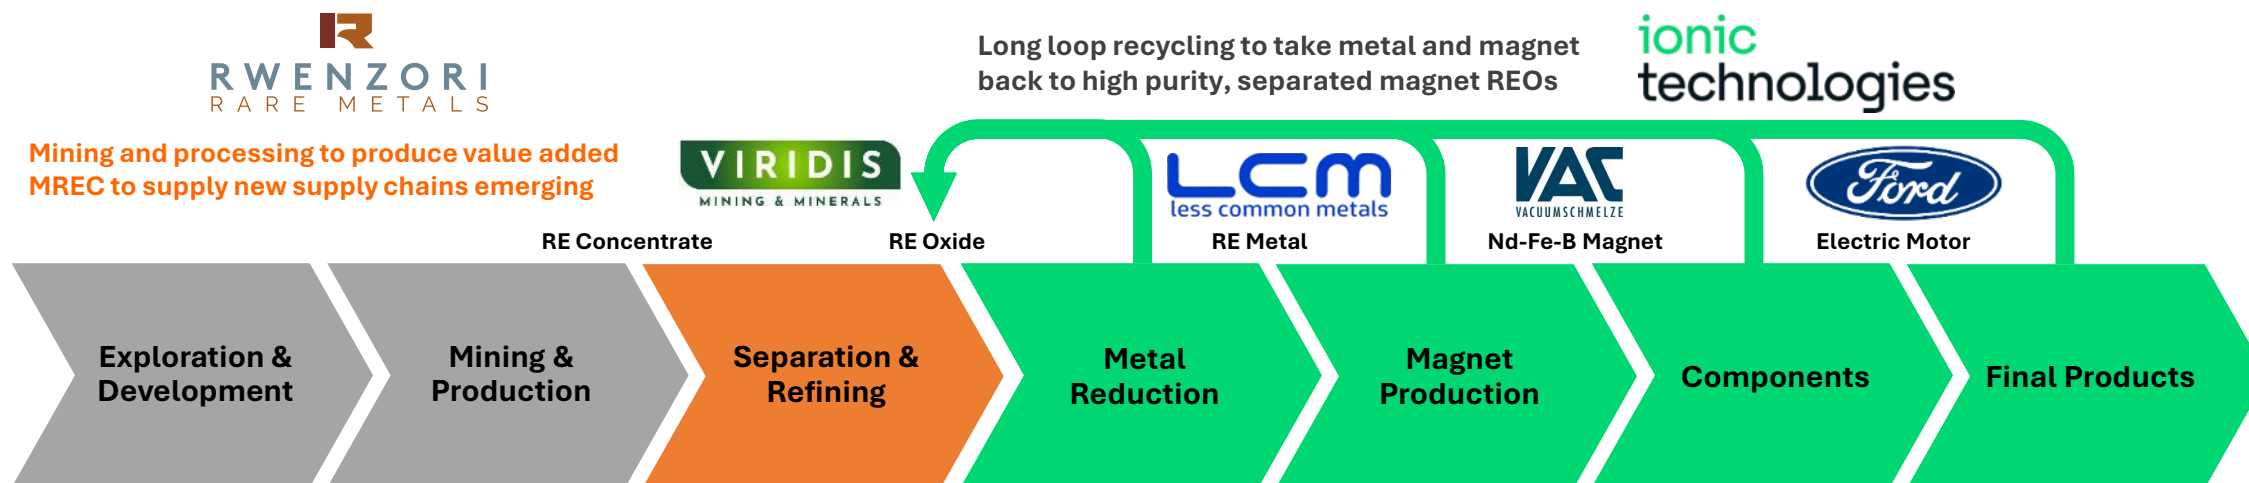 RWENZORI
RARE METALS
Mining and processing to produce value added
MREC to supply new supply chains emerging
Long loop recycling to take metal and magnet
back to high purity, separated magnet REOs
ionic
technologies
VIRIDIS
MINING & MINERALS
LCM
less common metals
VAC
VACUUMSCHMELZE
Ford
RE Concentrate
RE Oxide
RE Metal
Nd-Fe-B Magnet
Electric Motor
Exploration &
Development
Mining &
Production
Separation &
Refining
Metal
Reduction
Magnet
Production
Components
Final Products